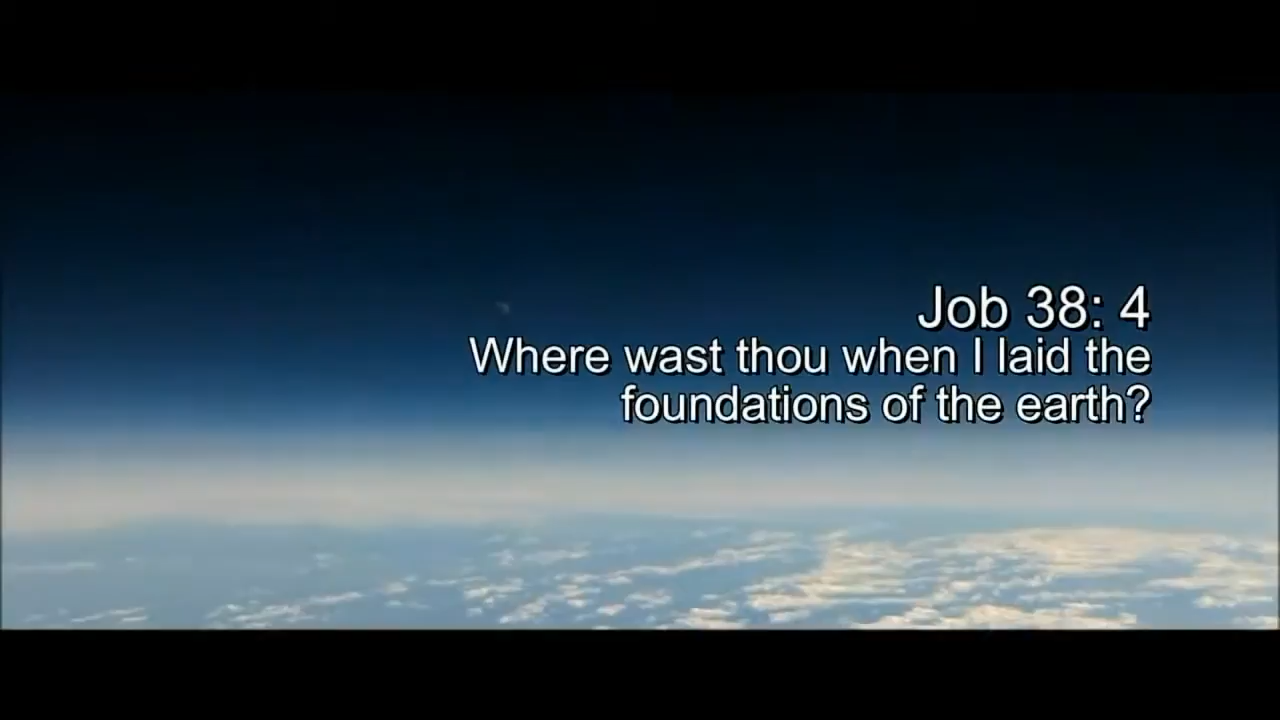 Job 38: 4
Where wast thou when I laid the
foundations of the earth?